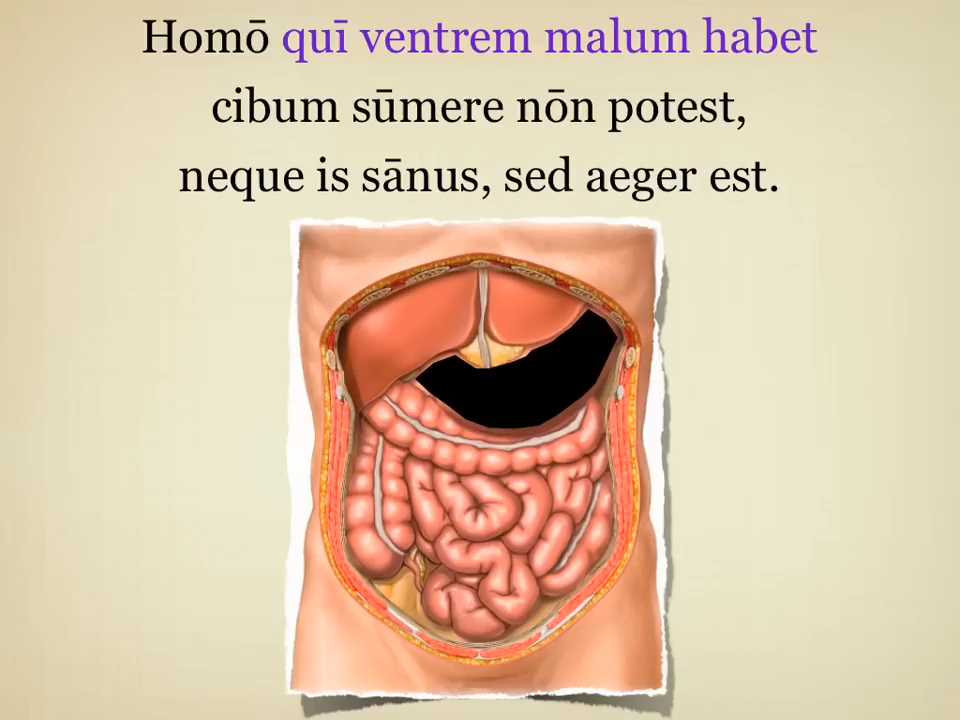 Homō quī ventrem malum habet
cibum sūmere nōn potest,
neque is sānus, sed aeger est.